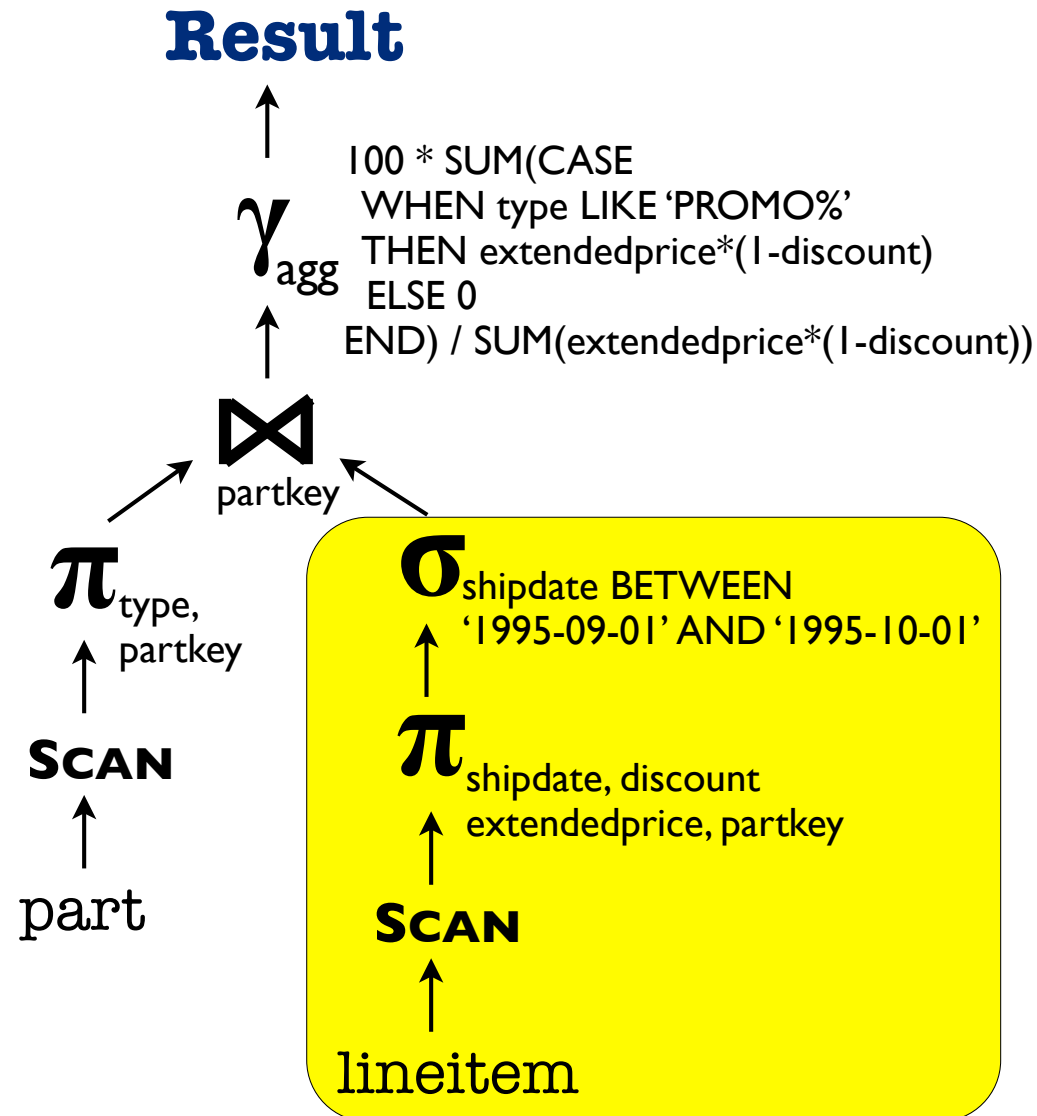 Result
γagg
100 * SUM(CASE
WHEN type LIKE ‘PROMO%’
THEN extendedprice*(1-discount)
ELSE 0
END) / SUM(extendedprice*(1-discount))
⋈
partkey
πtype,
partkey
SCAN
part
σshipdate BETWEEN
‘1995-09-01’ AND ‘1995-10-01’
πshipdate, discount
extendedprice, partkey
SCAN
lineitem